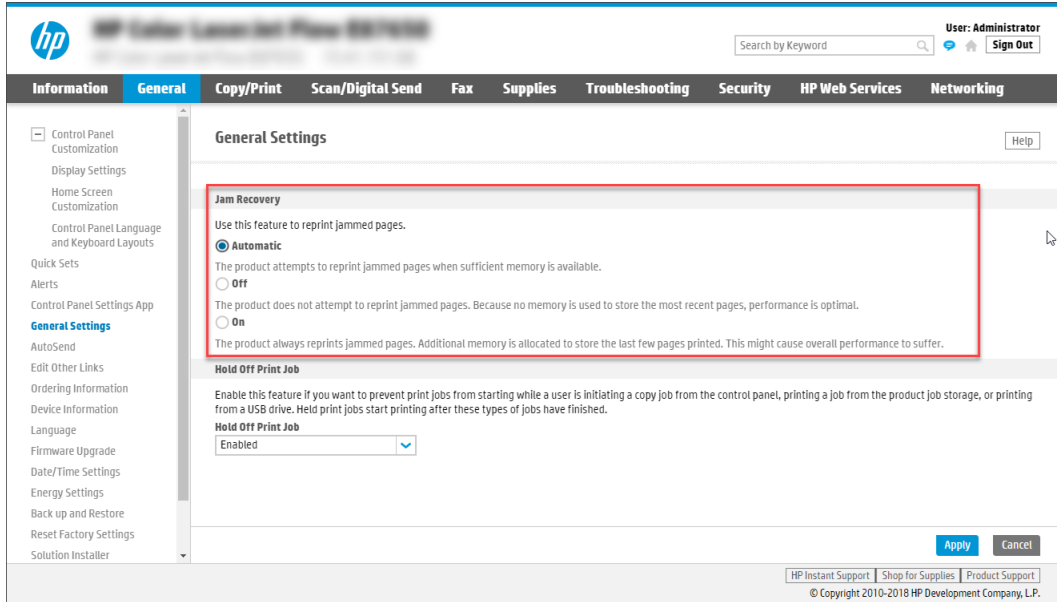 hp
User: Administrator
Search by Keyword
Sign Out
Information General Copy/Print Scan/Digital Send Fax Supplies Troubleshooting Security HP Web Services Networking
Control Panel
Customization
Display Settings
Home Screen
Customization
Control Panel Language
and Keyboard Layouts
Quick Sets
Alerts
Control Panel Settings App
General Settings
AutoSend
Edit Other Links
Ordering Information
Device Information
Language
Firmware Upgrade
Date/Time Settings
Energy Settings
Back up and Restore
Reset Factory Settings
Solution Installer
General Settings
Help
Jam Recovery
Use this feature to reprint jammed pages.
Automatic
The product attempts to reprint jammed pages when sufficient memory is available.
Off
The product does not attempt to reprint jammed pages. Because no memory is used to store the most recent pages, performance is optimal.
On
The product always reprints jammed pages. Additional memory is allocated to store the last few pages printed. This might cause overall performance to suffer.
Hold Off Print Job
Enable this feature if you want to prevent print jobs from starting while a user is initiating a copy job from the control panel, printing a job from the product job storage, or printing
from a USB drive. Held print jobs start printing after these types of jobs have finished.
Hold Off Print Job
Enabled
Apply Cancel
HP Instant Support Shop for Supplies Product Support
© Copyright 2010-2018 HP Development Company, L.P.